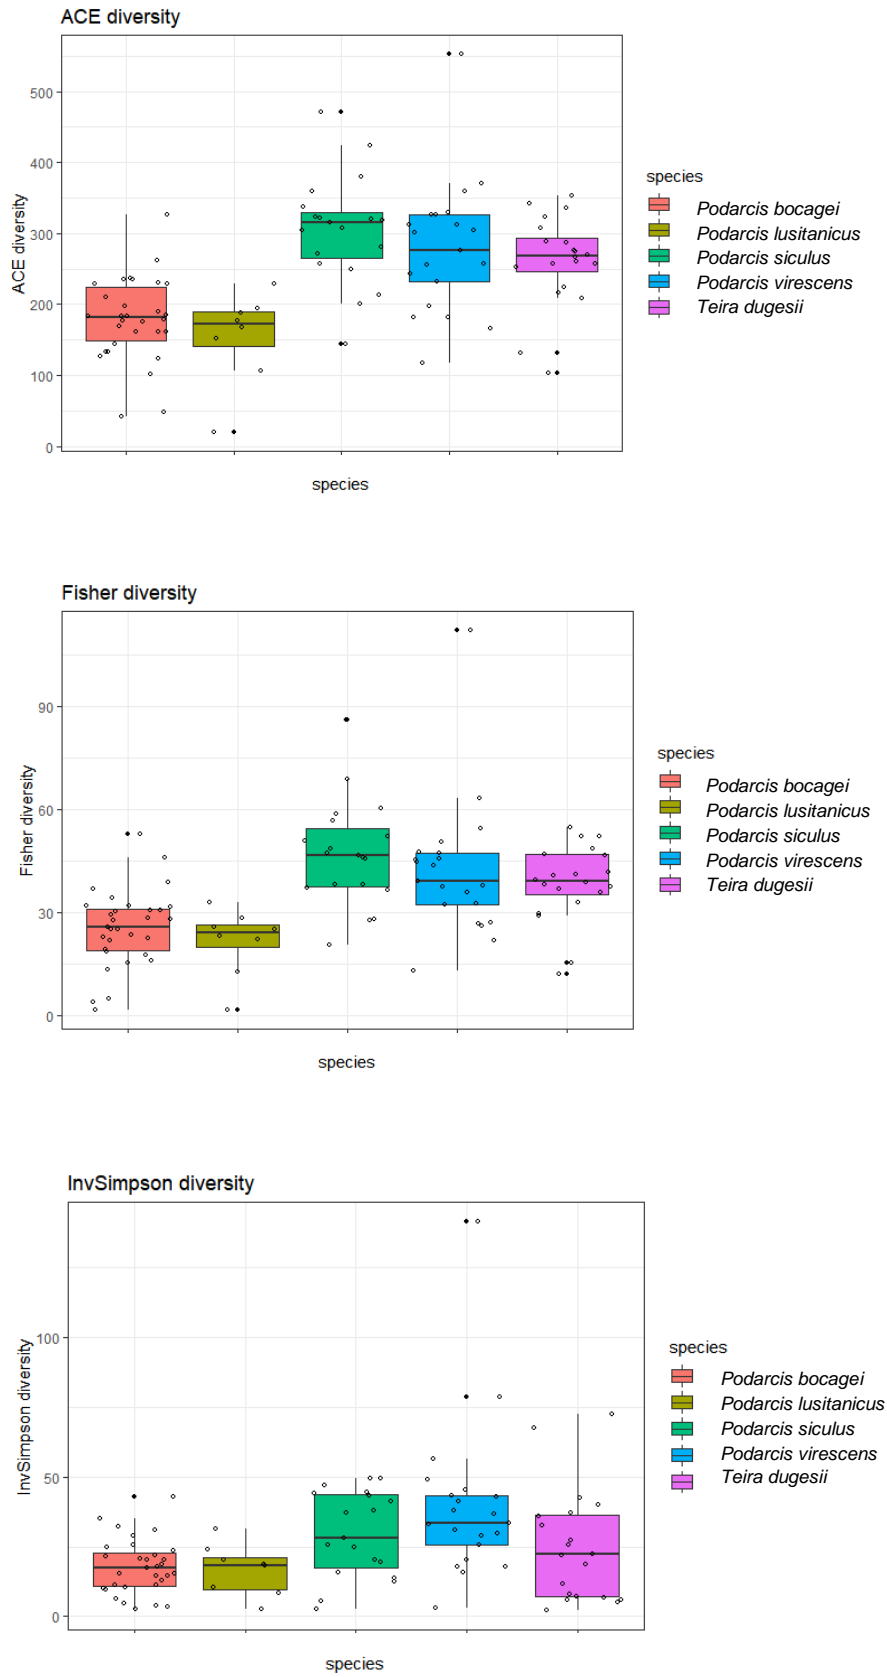 ACE diversity
500
400
300
200
100
0
ACE diversity
species
species
Podarcis bocagei
Podarcis lusitanicus
Podarcis siculus
Podarcis virescens
Teira dugesii
Fisher diversity
90
60
30
0
Fisher diversity
species
species
Podarcis bocagei
Podarcis lusitanicus
Podarcis siculus
Podarcis virescens
Teira dugesii
InvSimpson diversity
100
50
0
InvSimpson diversity
species
species
Podarcis bocagei
Podarcis lusitanicus
Podarcis siculus
Podarcis virescens
Teira dugesii